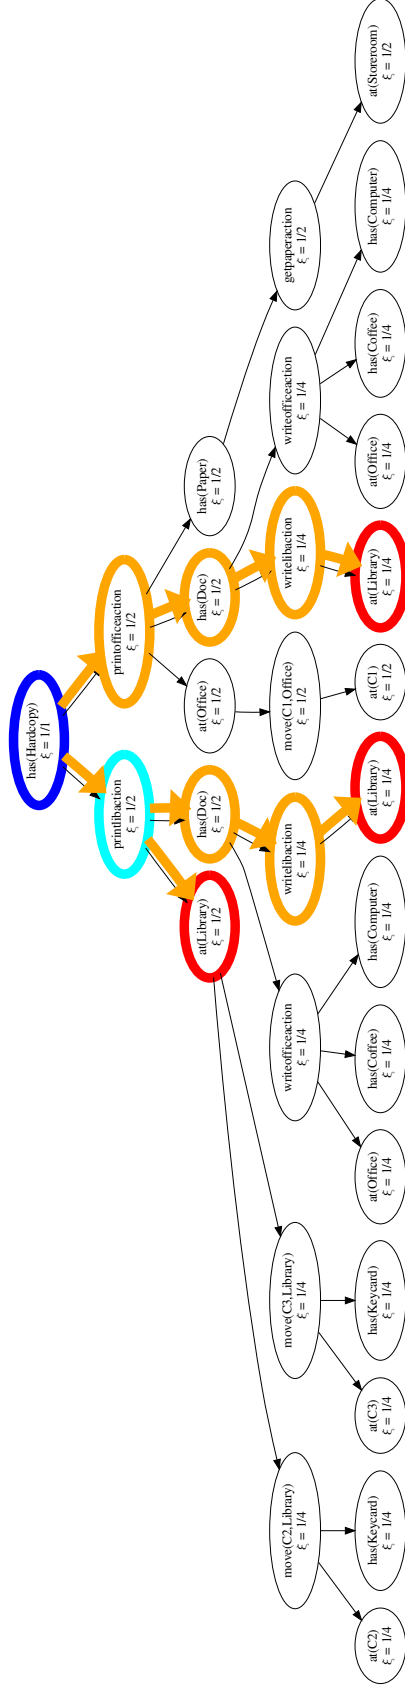 has(Hardcopy)
ξ = 1/1
printlibaction
ξ = 1/2
printofficeaction
ξ = 1/2
at(Library)
ξ = 1/2
has(Doc)
ξ = 1/2
at(Office)
ξ = 1/2
has(Doc)
ξ = 1/2
has(Paper)
ξ = 1/2
move(C2,Library)
ξ = 1/4
move(C3,Library)
ξ = 1/4
writeofficeaction
ξ = 1/4
writelibaction
ξ = 1/4
move(C1,Office)
ξ = 1/2
writelibaction
ξ = 1/4
writeofficeaction
ξ = 1/4
getpaperaction
ξ = 1/2
at(C2)
ξ = 1/4
has(Keycard)
ξ = 1/4
at(C3)
ξ = 1/4
has(Keycard)
ξ = 1/4
at(Office)
ξ = 1/4
has(Coffee)
ξ = 1/4
has(Computer)
ξ = 1/4
at(Library)
ξ = 1/4
at(C1)
ξ = 1/2
at(Library)
ξ = 1/4
at(Office)
ξ = 1/4
has(Coffee)
ξ = 1/4
has(Computer)
ξ = 1/4
at(Storeroom)
ξ = 1/2